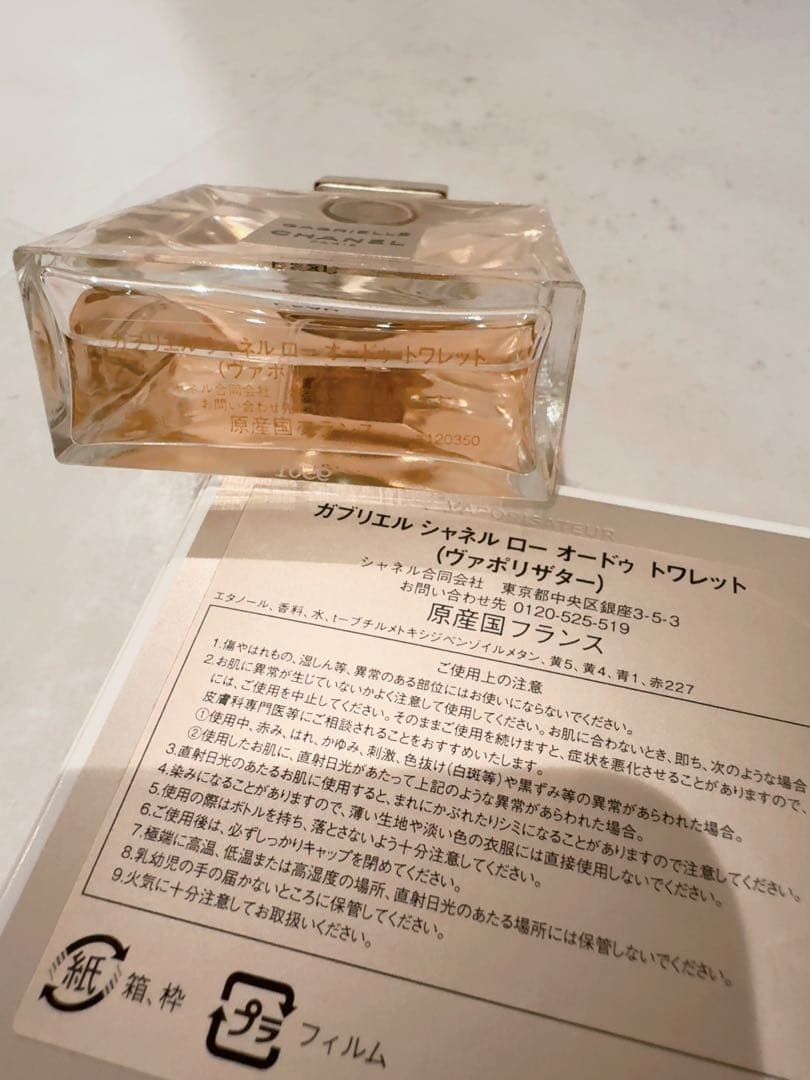 GABRIELLE
CHANEL
PARIS
ガブリエル シャネル ロー オードゥ トワレット
(ヴァポ
ネル合同会社
お問い合わせ先
原産国フランス
120350
VAPORISATEUR
ガブリエル シャネル ロー オードゥ トワレット
(ヴァポリザター)
シャネル合同会社 東京都中央区銀座3-5-3
お問い合わせ先 0120-525-519
原産国フランス
エタノール、香料、水、t-ブチルメトキシジベンゾイルメタン、黄5、黄4、青1、赤227
ご使用上の注意
1.傷やはれもの、湿しん等、異常のある部位にはお使いにならないでください。
2.お肌に異常が生じていないかよく注意して使用してください。お肌に合わないとき、即ち、次のような場合
には、ご使用を中止してください。そのままご使用を続けますと、症状を悪化させることがありますので、
皮膚科専門医等にご相談されることをおすすめいたします。
①使用中、赤み、はれ、かゆみ、刺激、色抜け(白斑等)や黒ずみ等の異常があらわれた場合。
②使用したお肌に、直射日光があたって上記のような異常があらわれた場合。
3.直射日光のあたるお肌に使用すると、まれにかぶれたりシミになることがありますので注意してください。
4.染みになることがありますので、薄い生地や淡い色の衣服には直接使用しないでください。
5.使用の際はボトルを持ち、落とさないよう十分注意してください。
6.ご使用後は、必ずしっかりキャップを閉めてください。
7.極端に高温、低温または高湿度の場所、直射日光のあたる場所には保管しないでください。
8.乳幼児の手の届かないところに保管してください。
9.火気に十分注意してお取扱いください。
紙 箱、枠
プラ フィルム